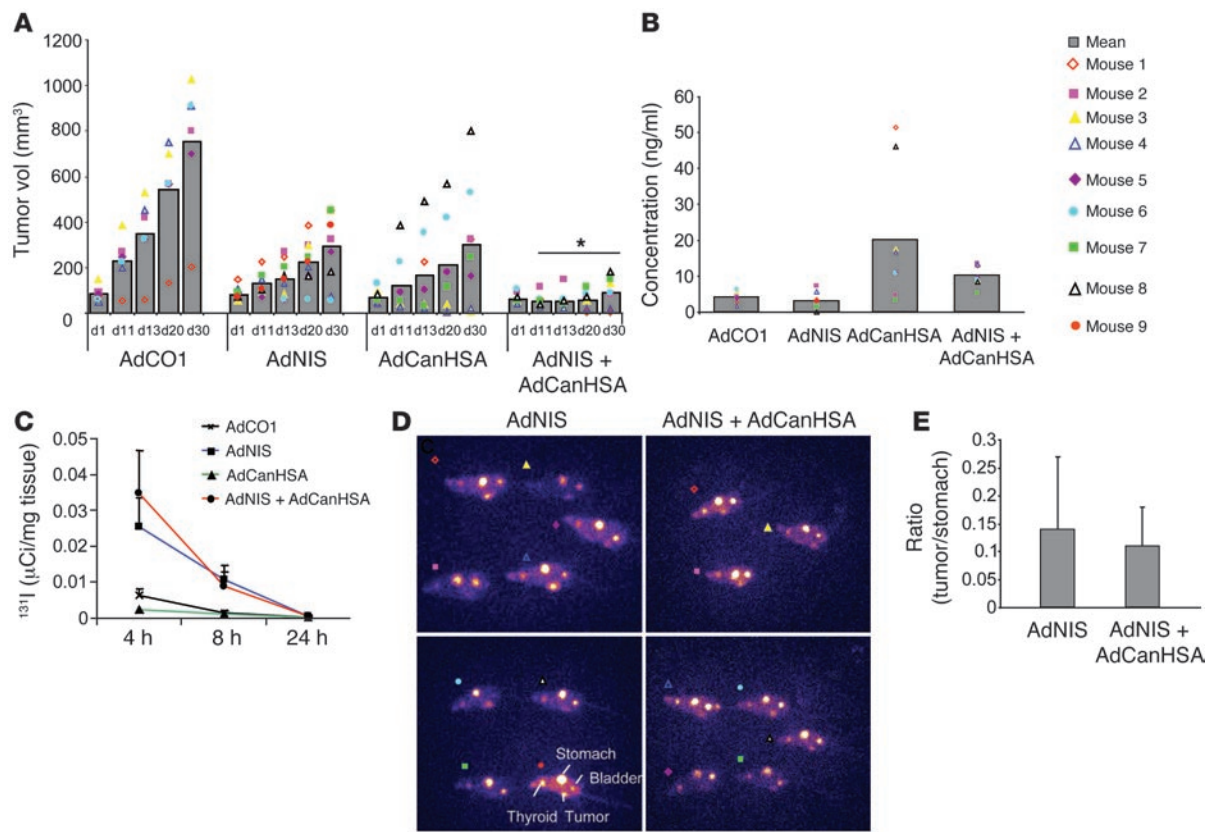 A
Tumor vol (mm³)
1200
1000
800
600
400
200
0
d1 d11 d13 d20 d30
d1 d11 d13 d20 d30
d1 d11 d13 d20 d30
d1 d11 d13 d20 d30
*
AdCO1
AdNIS
AdCanHSA
AdNIS +
AdCanHSA
B
Concentration (ng/ml)
60
50
40
30
20
10
0
AdCO1
AdNIS
AdCanHSA
AdNIS +
AdCanHSA
Mean
Mouse 1
Mouse 2
Mouse 3
Mouse 4
Mouse 5
Mouse 6
Mouse 7
Mouse 8
Mouse 9
C
¹³¹I (μCi/mg tissue)
0.05
0.04
0.03
0.02
0.01
0
4 h
8 h
24 h
AdCO1
AdNIS
AdCanHSA
AdNIS + AdCanHSA
D
AdNIS
AdNIS + AdCanHSA
C
Stomach
Bladder
Thyroid Tumor
E
Ratio
(tumor/stomach)
0.3
0.25
0.2
0.15
0.1
0.05
0
AdNIS
AdNIS +
AdCanHSA